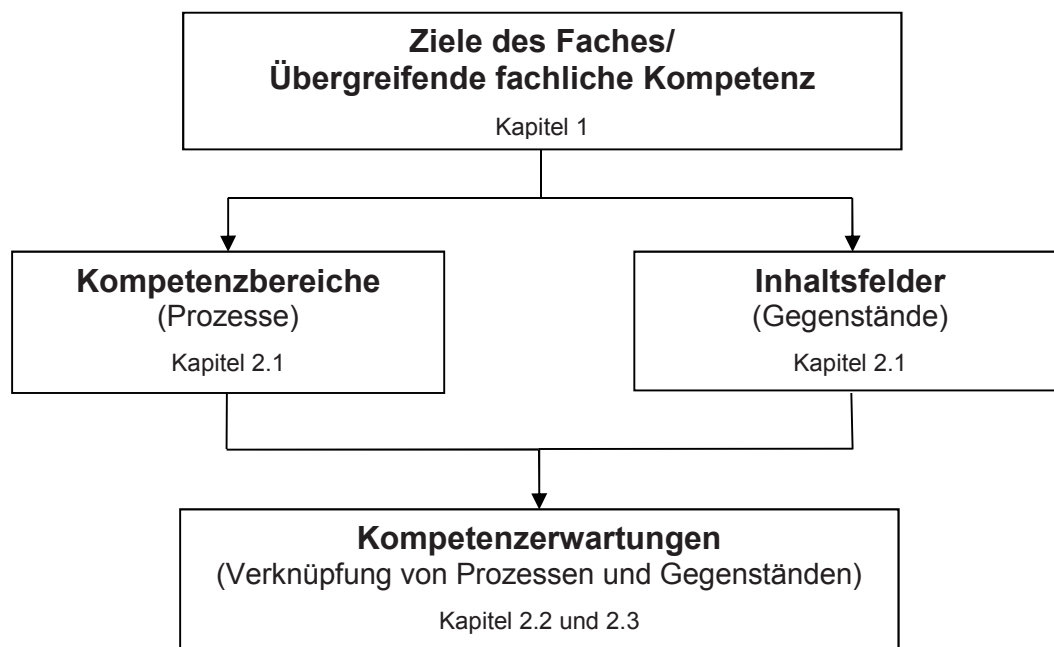 Ziele des Faches/
Übergreifende fachliche Kompetenz
Kapitel 1
Kompetenzbereiche
(Prozesse)
Kapitel 2.1
Inhaltsfelder
(Gegenstände)
Kapitel 2.1
Kompetenzerwartungen
(Verknüpfung von Prozessen und Gegenständen)
Kapitel 2.2 und 2.3